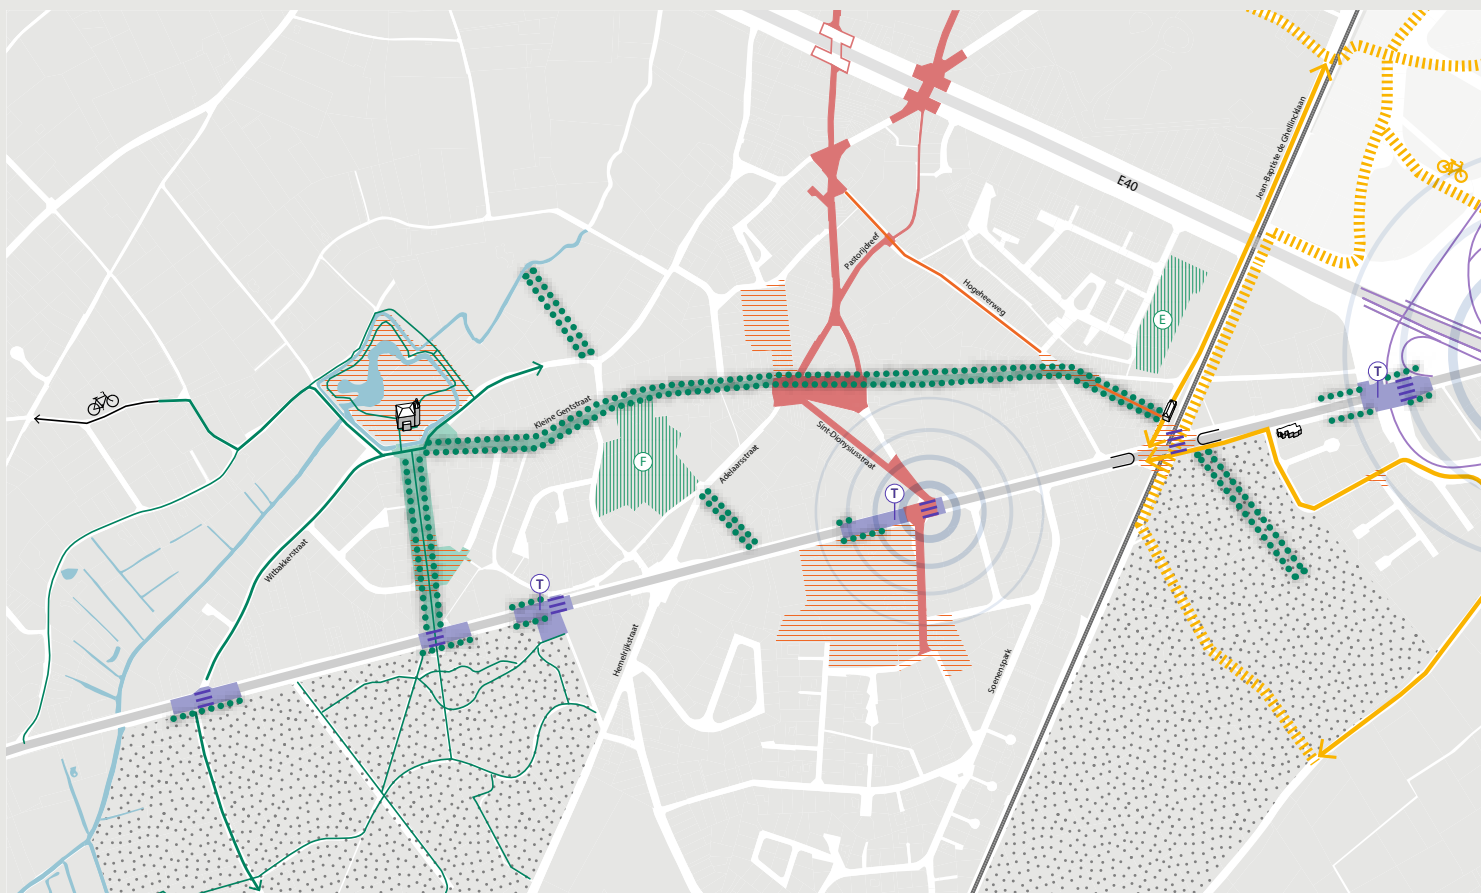 E40
Jean-Baptiste de Ghellincklaan
Pastorijdreef
Hogeheerweg
E
T
Kleine Gentstraat
Sint-Dionysiusstraat
F
Adelaarsstraat
T
Witbakkerstraat
T
Hemelrijkstraat
Soenenspark